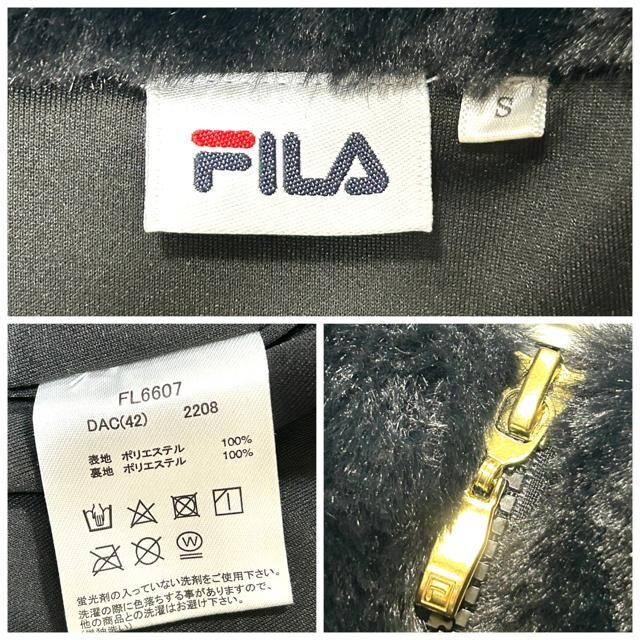 FILA
S
FL6607
DAC(42) 2208
表地 ポリエステル 100%
裏地 ポリエステル 100%
W
蛍光剤の入っていない洗剤をご使用下さい。
洗濯の際に色落ちする事がありますので、
他の商品との洗濯はお避け下さい。
F